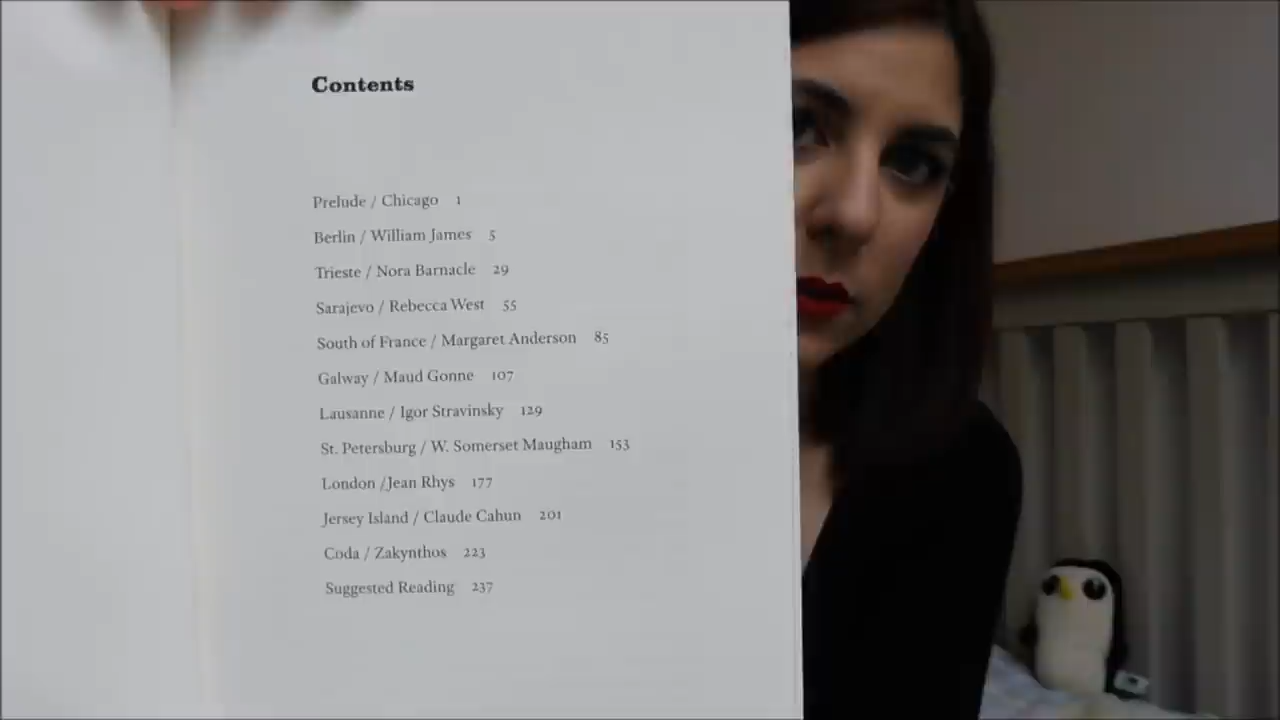 Contents
Prelude / Chicago 1
Berlin / William James 5
Trieste / Nora Barnacle 29
Sarajevo / Rebecca West 55
South of France / Margaret Anderson 85
Galway / Maud Gonne 107
Lausanne / Igor Stravinsky 129
St. Petersburg / W. Somerset Maugham 153
London /Jean Rhys 177
Jersey Island / Claude Cahun 201
Coda / Zakynthos 223
Suggested Reading 237